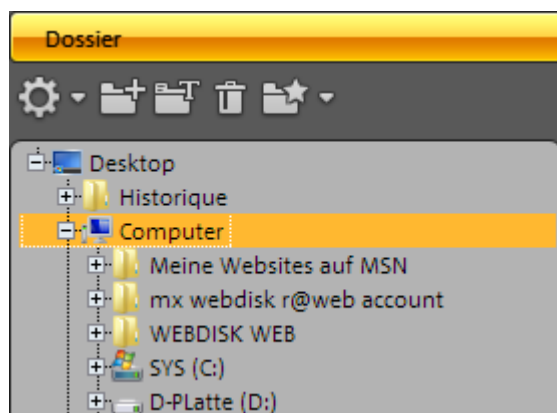 Dossier
Desktop
Historique
Computer
Meine Websites auf MSN
mx webdisk r@web account
WEBDISK WEB
SYS (C:)
D-PLatte (D:)